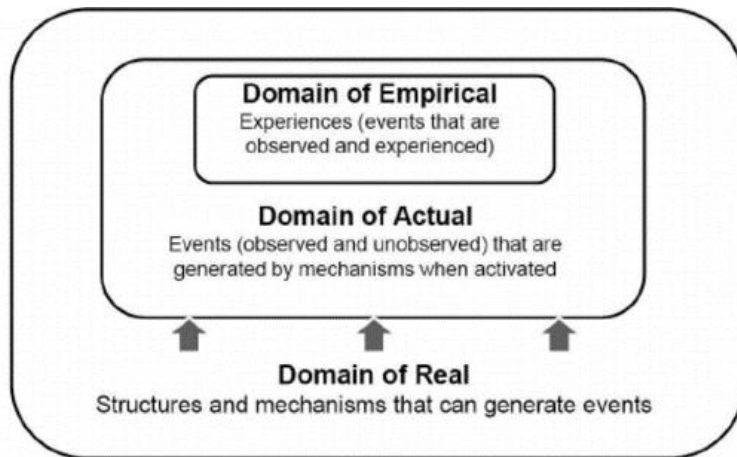 Domain of Empirical
Experiences (events that are
observed and experienced)
Domain of Actual
Events (observed and unobserved) that are
generated by mechanisms when activated
Domain of Real
Structures and mechanisms that can generate events